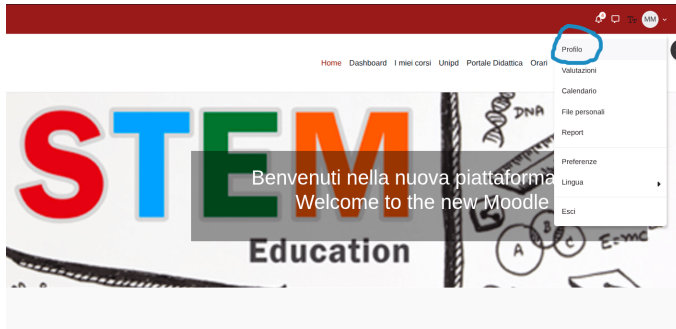 MM
Home Dashboard I miei corsi Unipd Portale Didattica Orari
Profilo
Valutazioni
Calendario
File personali
Report
Preferenze
Lingua
Esci
STEM
Education
DNA
Benvenuti nella nuova piattaforma
Welcome to the new Moodle
A
B
C
E=mc